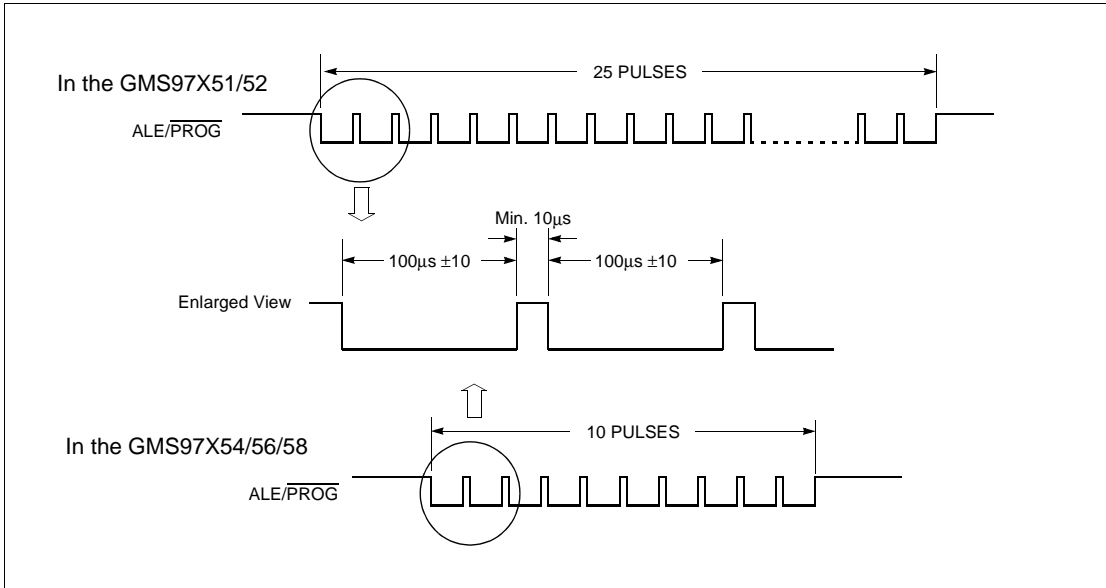 25 PULSES
In the GMS97X51/52
ALE/PROG
Min. 10μs
100μs ±10
100μs ±10
Enlarged View
10 PULSES
In the GMS97X54/56/58
ALE/PROG